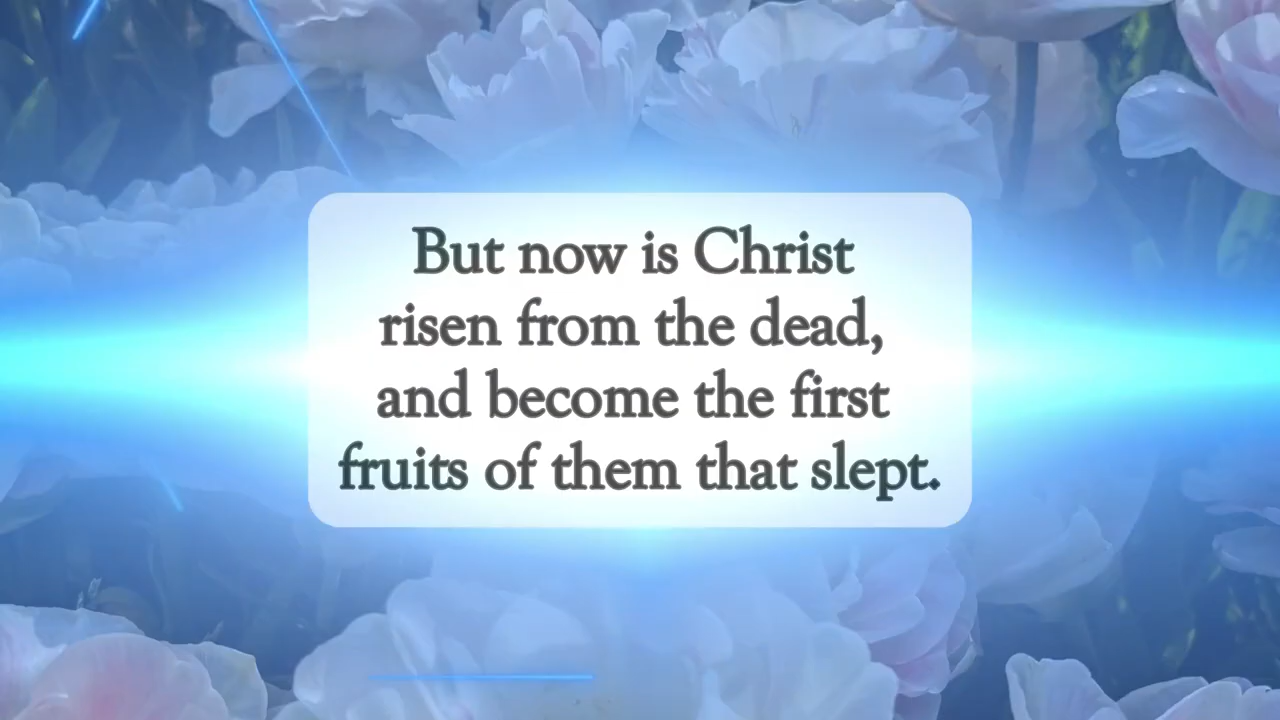 But now is Christ
risen from the dead,
and become the first
fruits of them that slept.